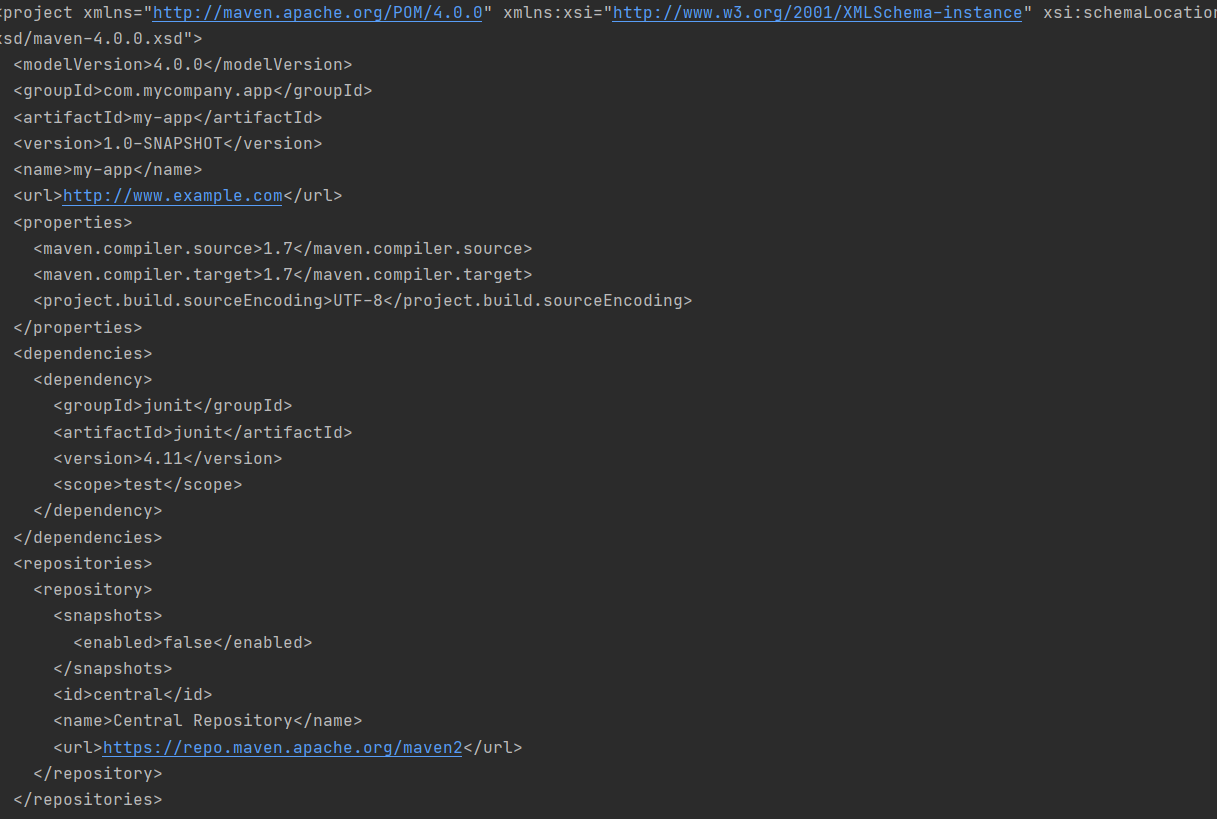 project xmlns="http://maven.apache.org/POM/4.0.0" xmlns:xsi="http://www.w3.org/2001/XMLSchema-instance" xsi:schemaLocation
xsd/maven-4.0.0.xsd">
<modelVersion>4.0.0</modelVersion>
<groupId>com.mycompany.app</groupId>
<artifactId>my-app</artifactId>
<version>1.0-SNAPSHOT</version>
<name>my-app</name>
<url>http://www.example.com</url>
<properties>
<maven.compiler.source>1.7</maven.compiler.source>
<maven.compiler.target>1.7</maven.compiler.target>
<project.build.sourceEncoding>UTF-8</project.build.sourceEncoding>
</properties>
<dependencies>
<dependency>
<groupId>junit</groupId>
<artifactId>junit</artifactId>
<version>4.11</version>
<scope>test</scope>
</dependency>
</dependencies>
<repositories>
<repository>
<snapshots>
<enabled>false</enabled>
</snapshots>
<id>central</id>
<name>Central Repository</name>
<url>https://repo.maven.apache.org/maven2</url>
</repository>
</repositories>